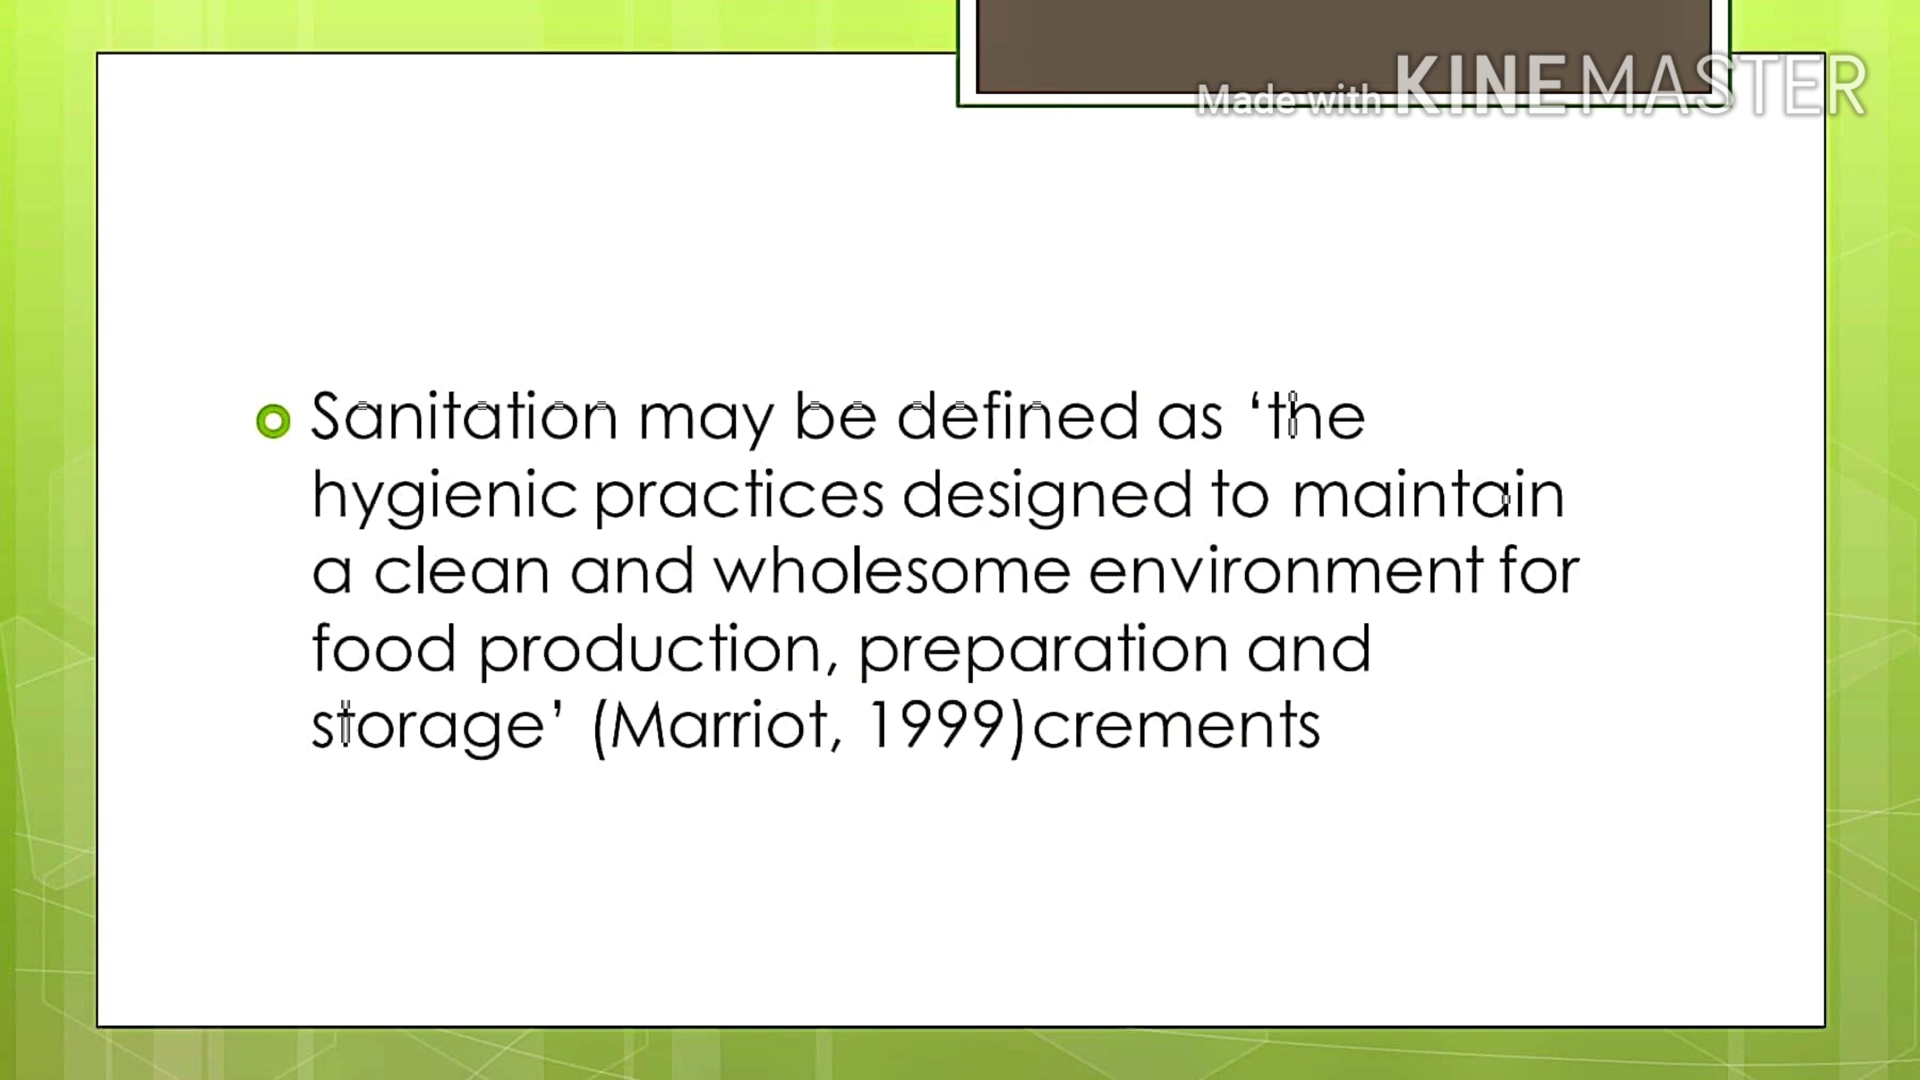 Made with KINEMASTER
Sanitation may be defined as ‘the
hygienic practices designed to maintain
a clean and wholesome environment for
food production, preparation and
storage’ (Marriot, 1999)crements